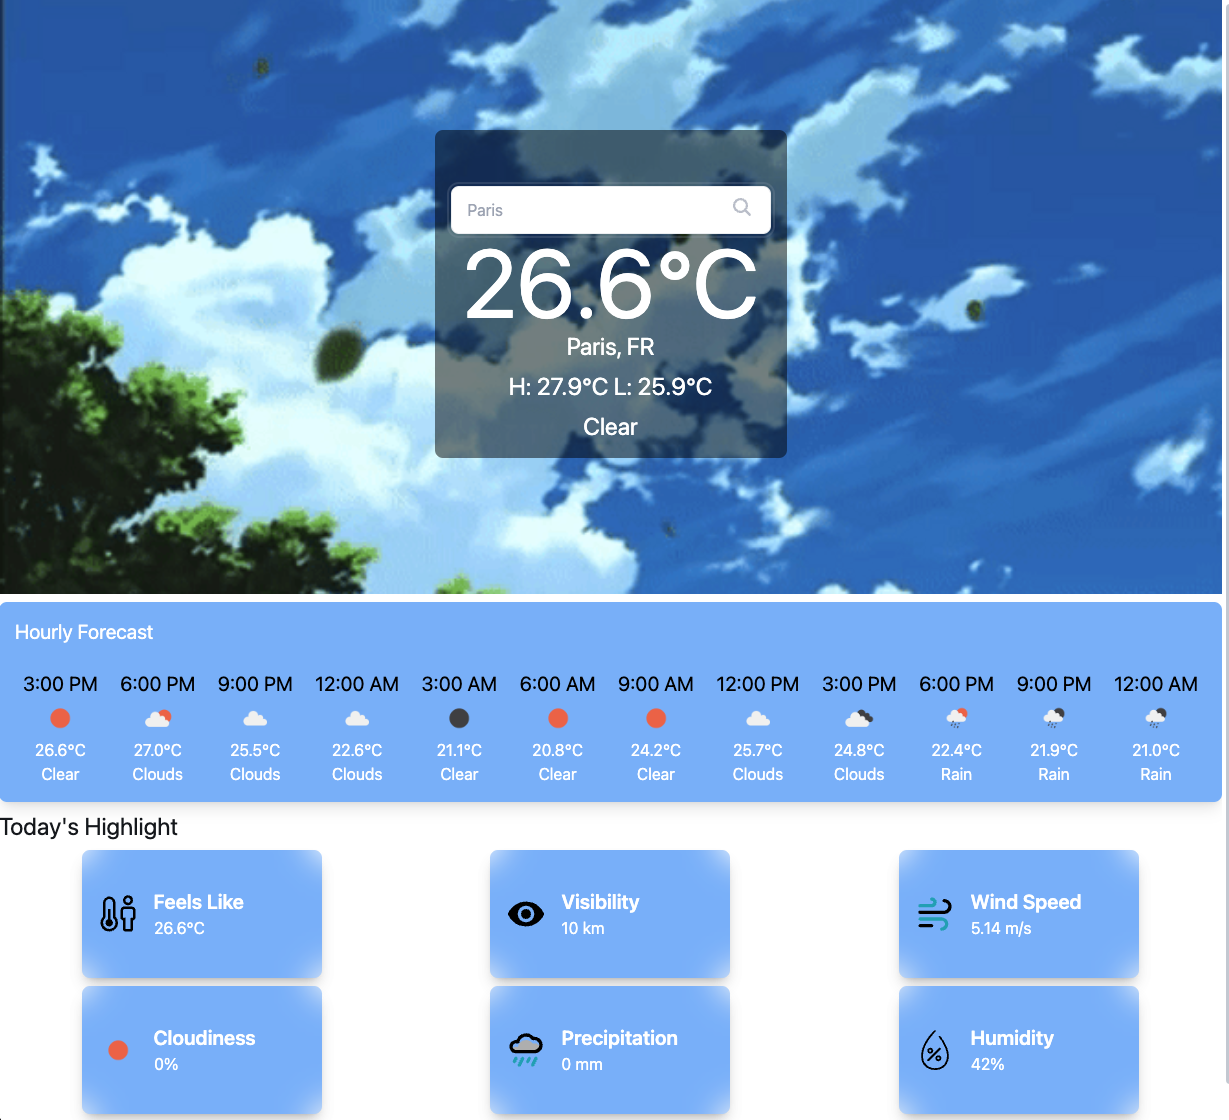 Paris
26.6°C
Paris, FR
H: 27.9°C L: 25.9°C
Clear
Hourly Forecast
3:00 PM 6:00 PM 9:00 PM 12:00 AM 3:00 AM 6:00 AM 9:00 AM 12:00 PM 3:00 PM 6:00 PM 9:00 PM 12:00 AM
26.6°C 27.0°C 25.5°C 22.6°C 21.1°C 20.8°C 24.2°C 25.7°C 24.8°C 22.4°C 21.9°C 21.0°C
Clear Clouds Clouds Clouds Clear Clear Clear Clouds Clouds Rain Rain Rain
Today's Highlight
Feels Like
26.6°C
Visibility
10 km
Wind Speed
5.14 m/s
Cloudiness
0%
Precipitation
0 mm
%
Humidity
42%